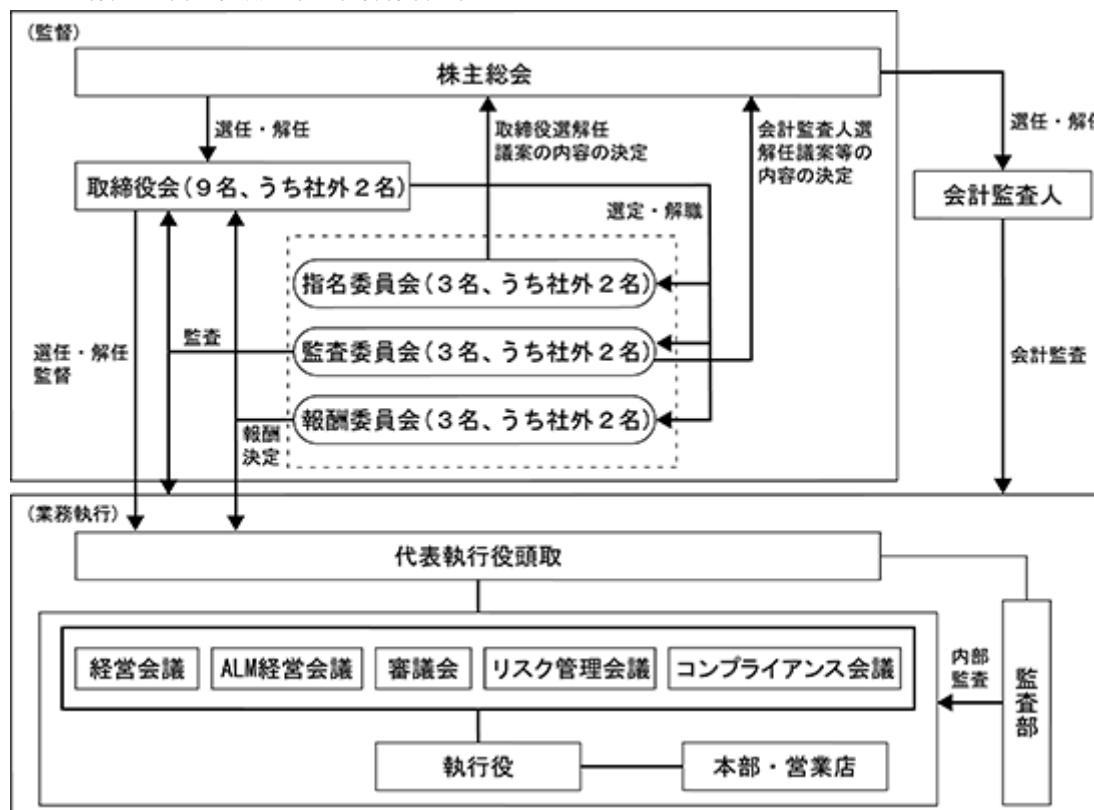 (監督)
株主総会
選任・解任
取締役選解任
議案の内容の決定
会計監査人選
解任議案等の
内容の決定
選任・解任
取締役会(9名、うち社外2名)
会計監査人
選定・解職
指名委員会(3名、うち社外2名)
監査委員会(3名、うち社外2名)
報酬委員会(3名、うち社外2名)
監査
選任・解任
監督
報酬
決定
会計監査
(業務執行)
代表執行役頭取
経営会議
ALM経営会議
審議会
リスク管理会議
コンプライアンス会議
内部
監査
監査部
執行役
本部・営業店